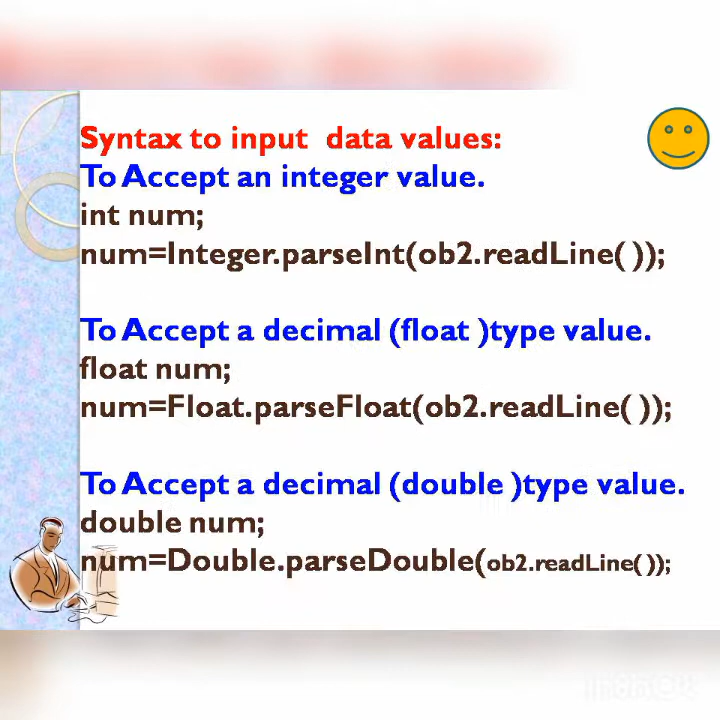 Syntax to input data values:
To Accept an integer value.
int num;
num=Integer.parseInt(ob2.readLine( ));
To Accept a decimal (float )type value.
float num;
num=Float.parseFloat(ob2.readLine( ));
To Accept a decimal (double )type value.
double num;
num=Double.parseDouble(ob2.readLine( ));